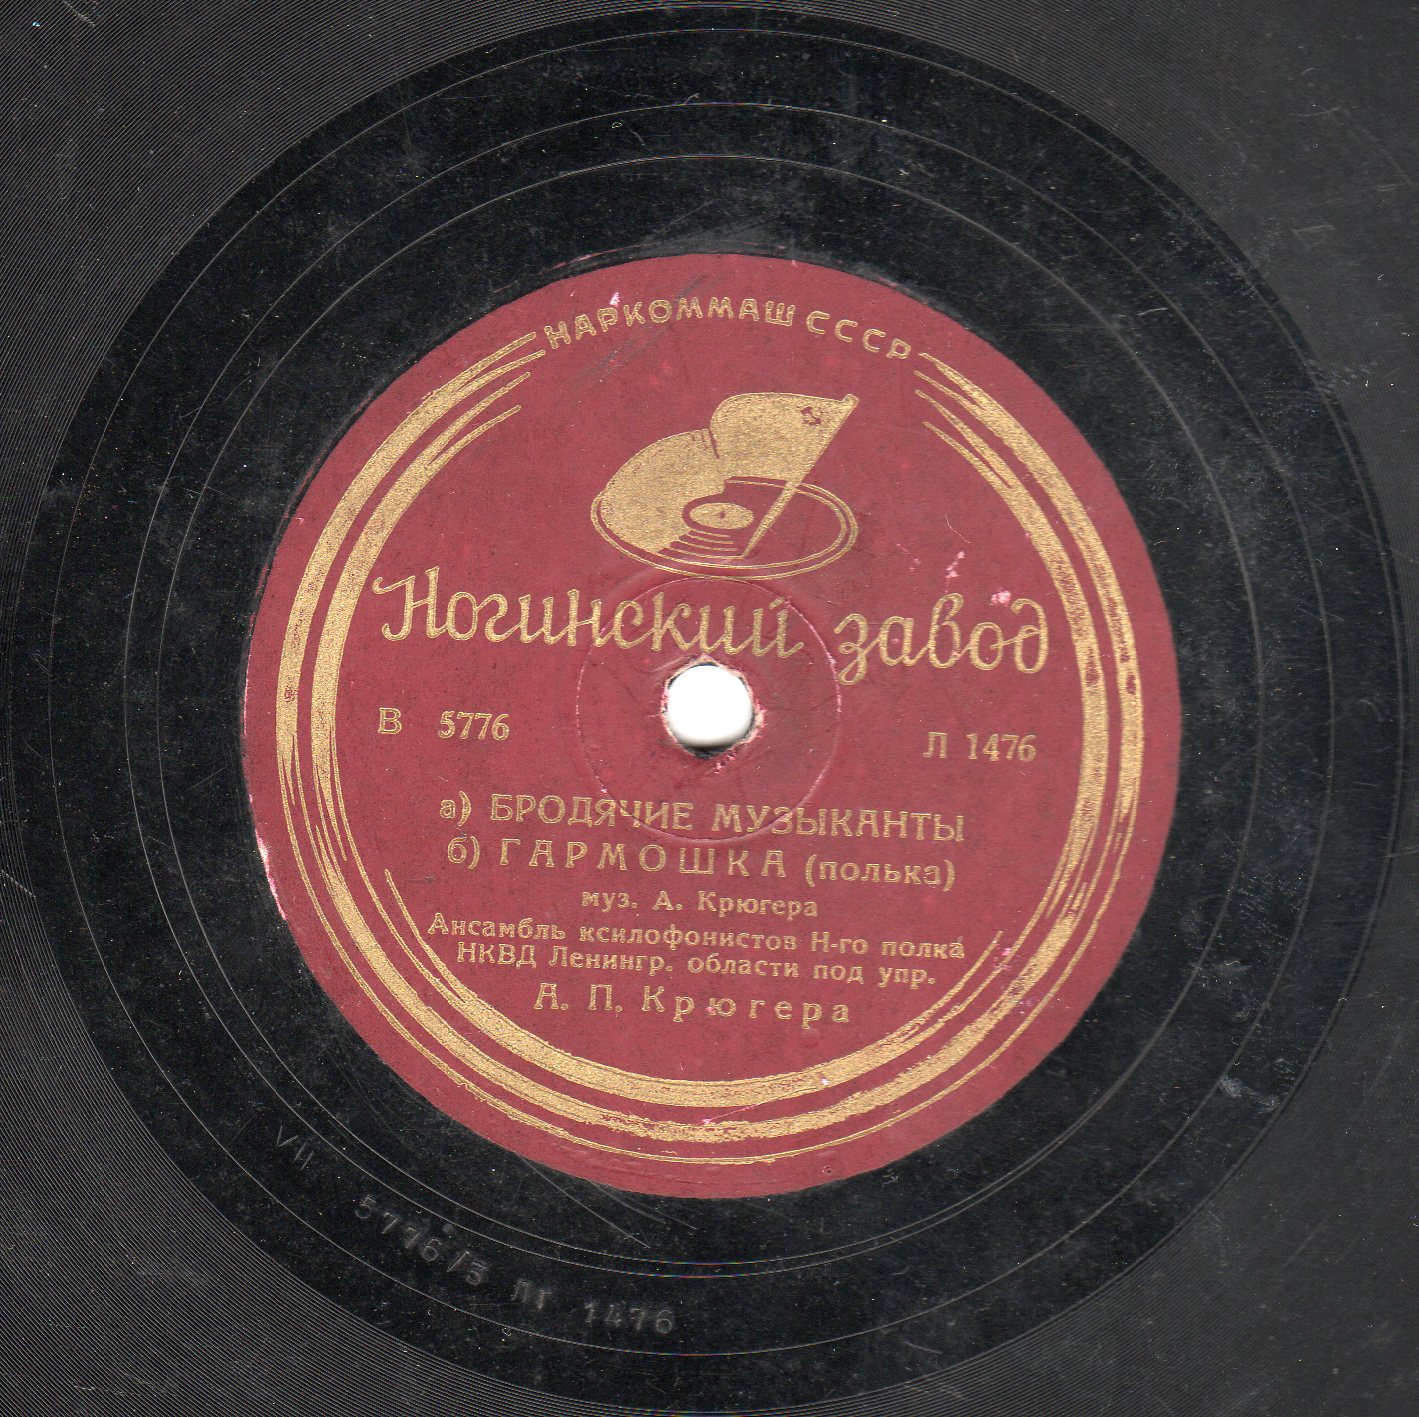 НАРКОММАШ СССР
Ногинский завод
В 5776
Л 1476
а) БРОДЯЧИЕ МУЗЫКАНТЫ
б) ГАРМОШКА (полька)
муз. А. Крюгера
Ансамбль ксилофонистов Н-го полка
НКВД Ленингр. области под упр.
А. П. Крюгера
VII 5776/3 ЛГ 1476